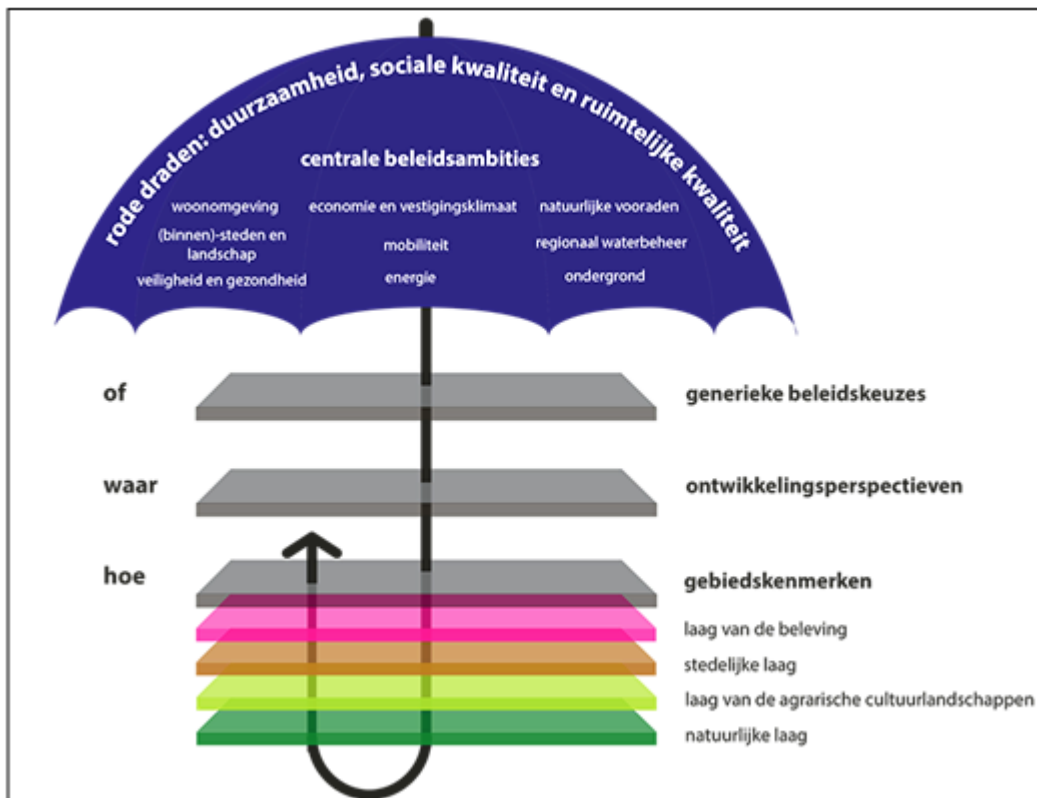 rode draden: duurzaamheid, sociale kwaliteit en ruimtelijke kwaliteit
centrale beleidsambities
woonomgeving
(binnen)-steden en
landschap
veiligheid en gezondheid
economie en vestigingsklimaat
mobiliteit
energie
natuurlijke vooraden
regionaal waterbeheer
ondergrond
of
generieke beleidskeuzes
waar
ontwikkelingsperspectieven
hoe
gebiedskenmerken
laag van de beleving
stedelijke laag
laag van de agrarische cultuurlandschappen
natuurlijke laag